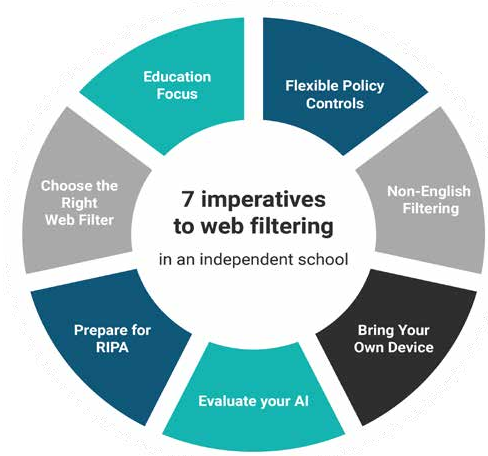 Education
Focus
Flexible Policy
Controls
Choose the
Right
Web Filter
7 imperatives
to web filtering
in an independent school
Non-English
Filtering
Prepare for
RIPA
Bring Your
Own Device
Evaluate your AI